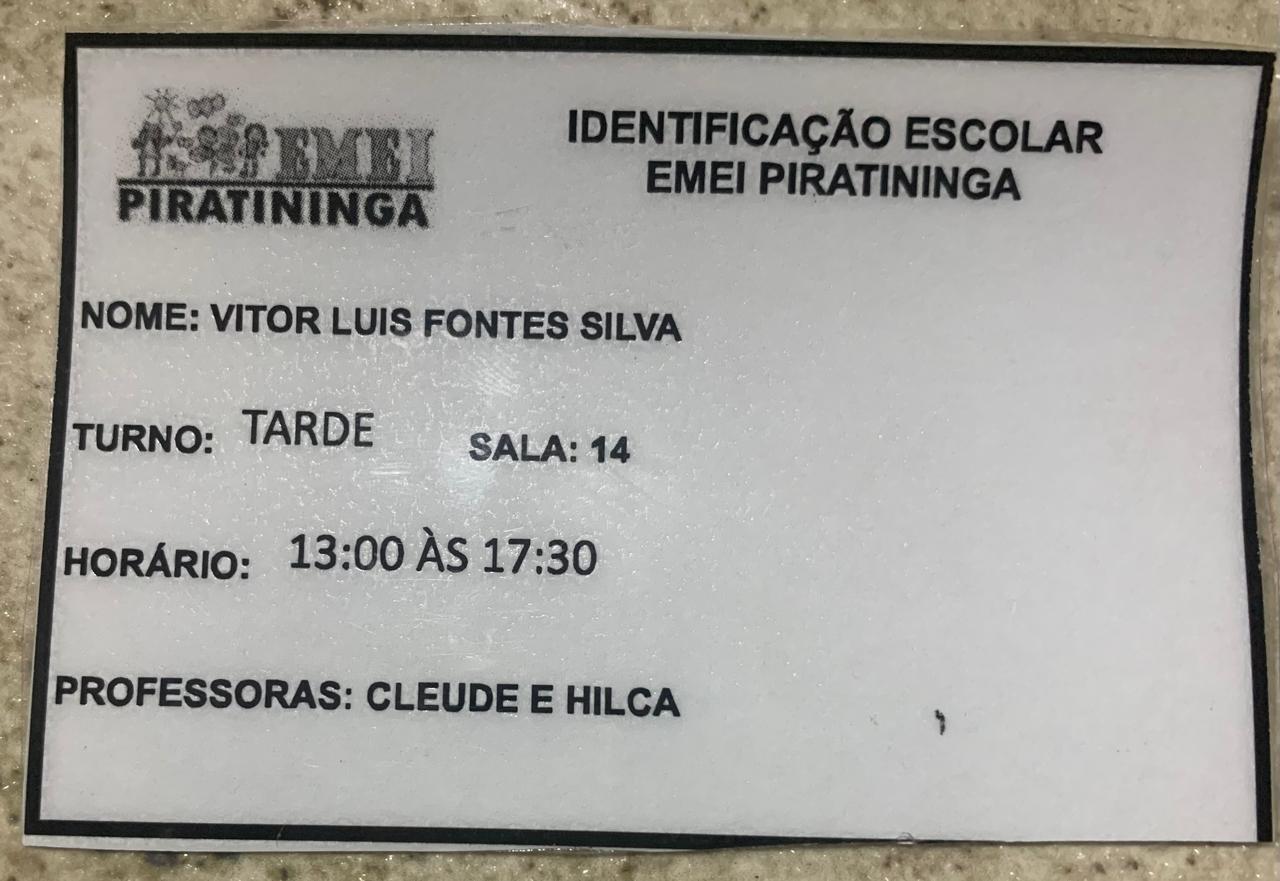 EMEI
PIRATININGA
IDENTIFICAÇÃO ESCOLAR
EMEI PIRATININGA
NOME: VITOR LUIS FONTES SILVA
TURNO: TARDE SALA: 14
HORÁRIO: 13:00 ÀS 17:30
PROFESSORAS: CLEUDE E HILCA